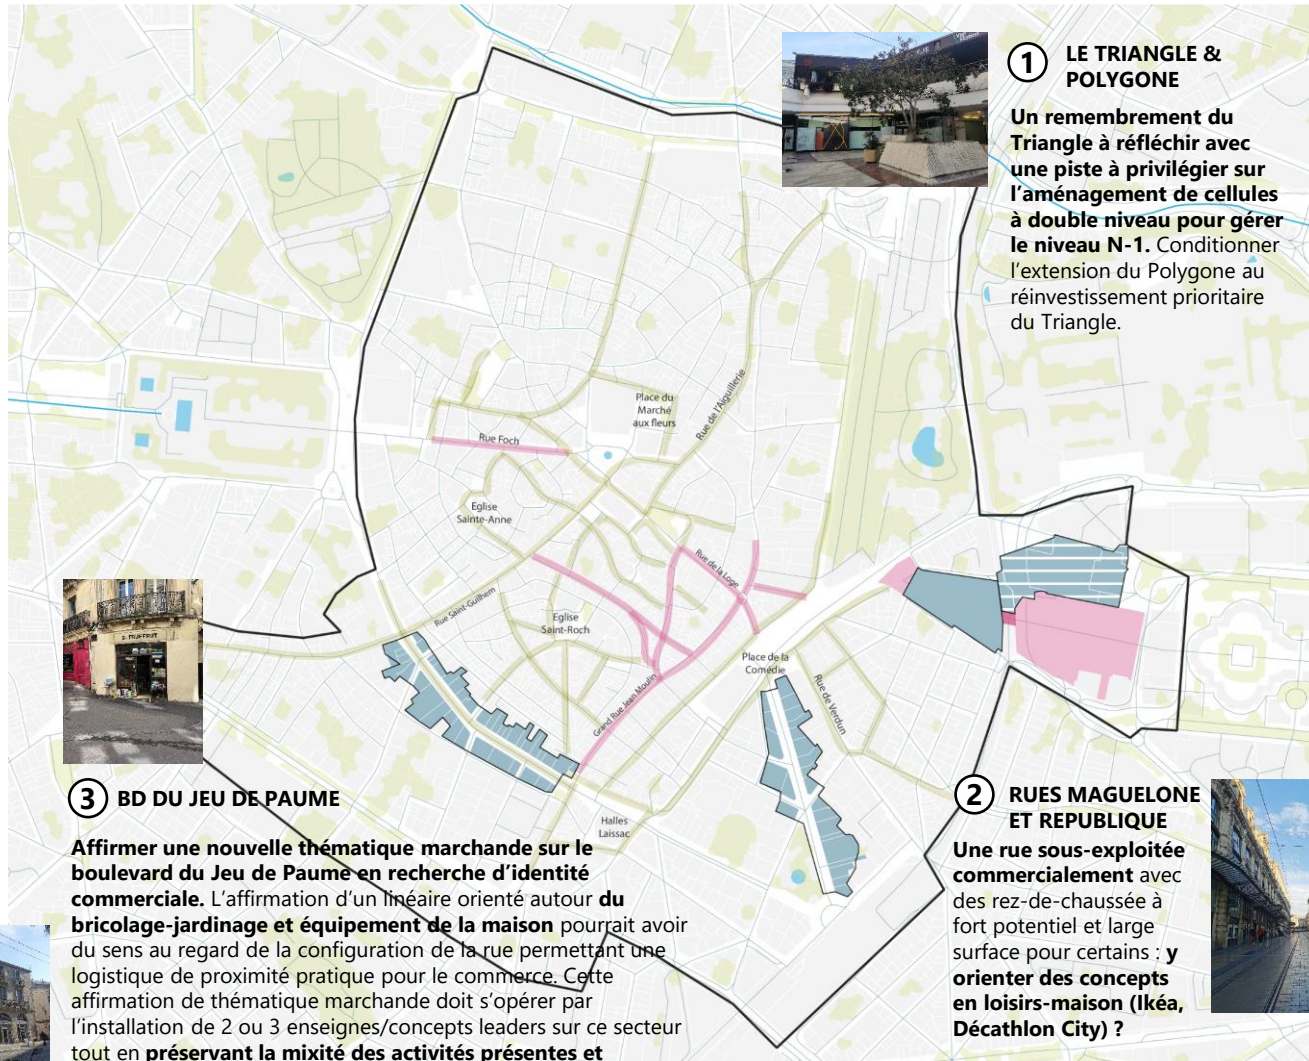 1
LE TRIANGLE &
POLYGONE
Un remembrement du
Triangle à réfléchir avec
une piste à privilégier sur
l’aménagement de cellules
à double niveau pour gérer
le niveau N-1. Conditionner
l’extension du Polygone au
réinvestissement prioritaire
du Triangle.
Place du
Marché
aux fleurs
Rue de l'Aiguillerie
Rue Foch
Eglise
Sainte-Anne
Rue de la Loge
Rue Saint-Guilhem
Eglise
Saint-Roch
Place de la
Comédie
Grand Rue Jean Moulin
Rue de Verdun
Halles
Laissac
3
BD DU JEU DE PAUME
Affirmer une nouvelle thématique marchande sur le
boulevard du Jeu de Paume en recherche d’identité
commerciale. L’affirmation d’un linéaire orienté autour du
bricolage-jardinage et équipement de la maison pourrait avoir
du sens au regard de la configuration de la rue permettant une
logistique de proximité pratique pour le commerce. Cette
affirmation de thématique marchande doit s’opérer par
l’installation de 2 ou 3 enseignes/concepts leaders sur ce secteur
tout en préservant la mixité des activités présentes et
2
RUES MAGUELONE
ET REPUBLIQUE
Une rue sous-exploitée
commercialement avec
des rez-de-chaussée à
fort potentiel et large
surface pour certains : y
orienter des concepts
en loisirs-maison (Ikéa,
Décathlon City) ?